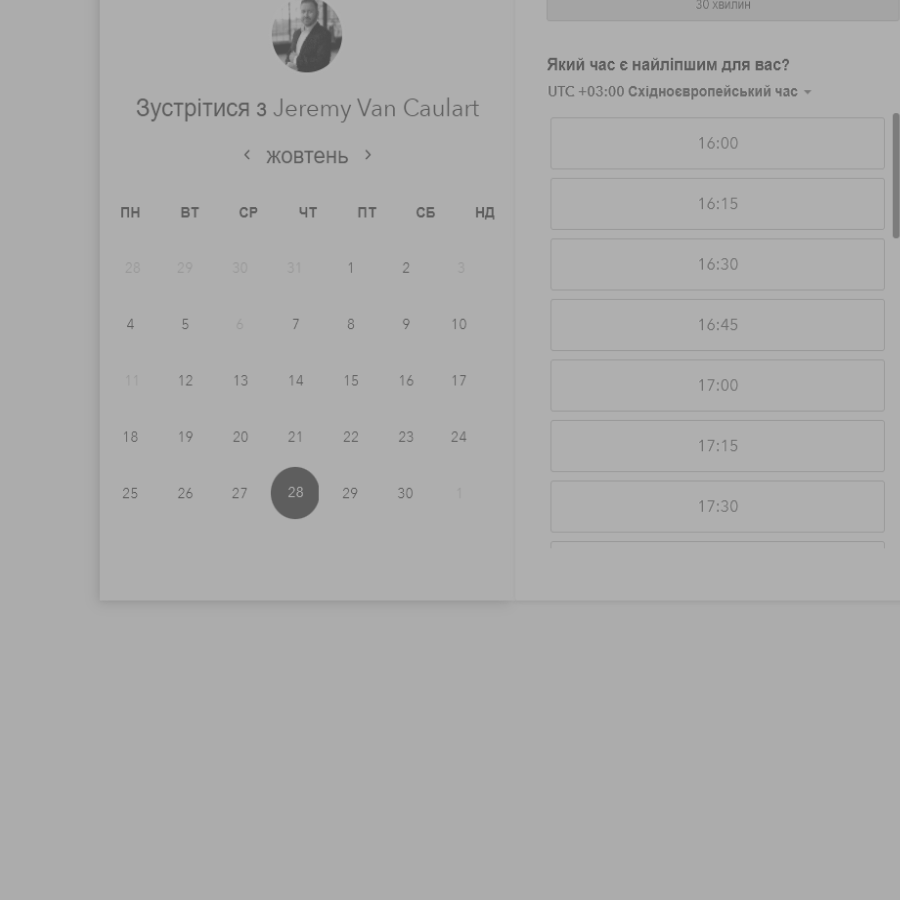 Зустрітися з Jeremy Van Caulart
жовтень
ПН ВТ СР ЧТ ПТ СБ НД
28 29 30 31 1 2 3
4 5 6 7 8 9 10
11 12 13 14 15 16 17
18 19 20 21 22 23 24
25 26 27 28 29 30 1
30 хвилин
Який час є найліпшим для вас?
UTC +03:00 Східноєвропейський час
16:00
16:15
16:30
16:45
17:00
17:15
17:30